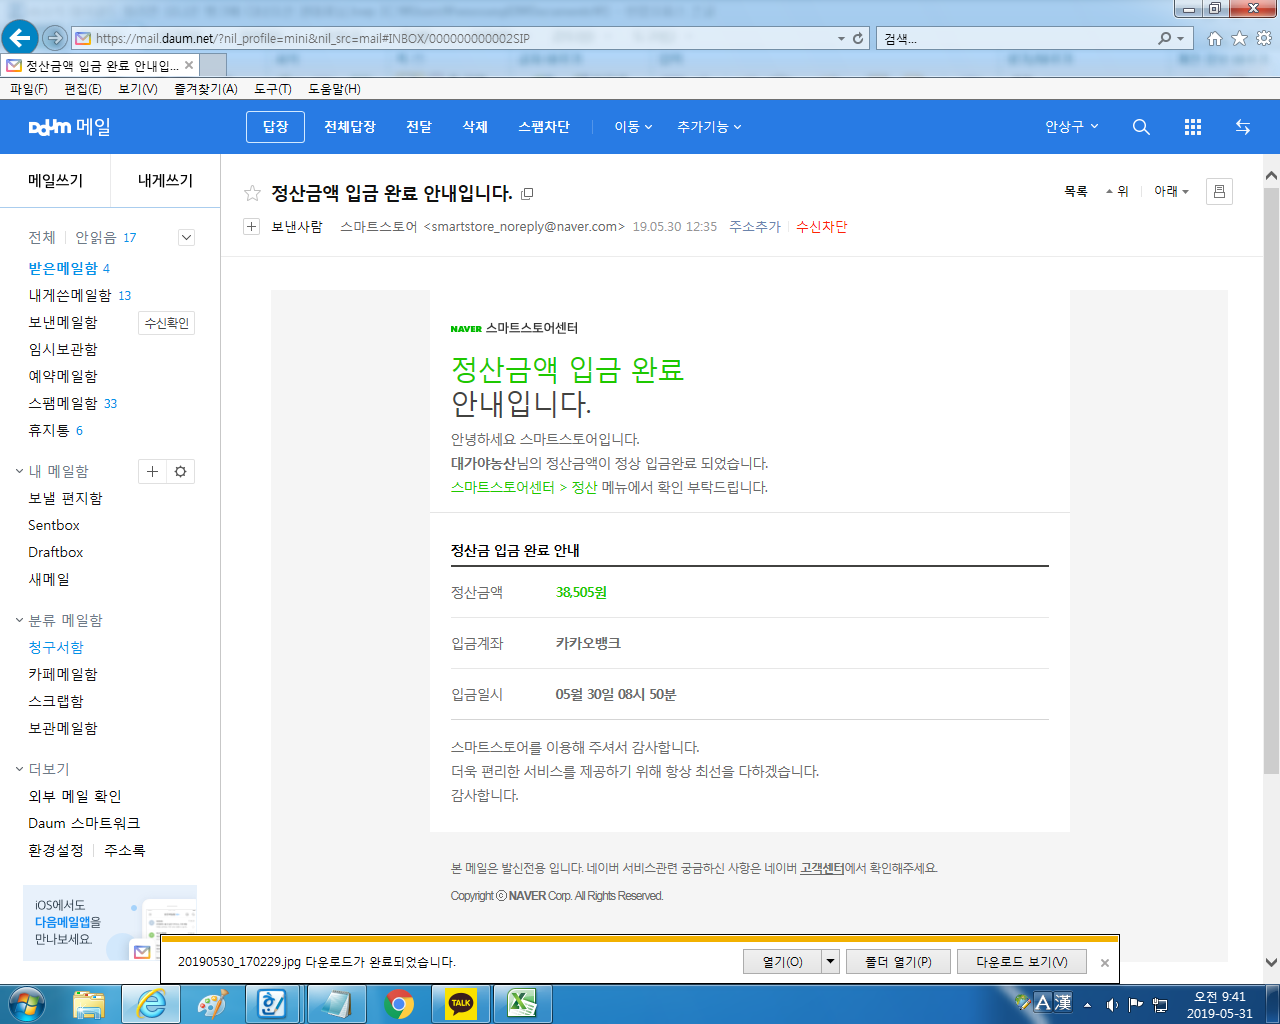 https://mail.daum.net/?nil_profile=mini&nil_src=mail#INBOX/000000000002SIP
검색...
정산금액 입금 완료 안내입...
파일(F) 편집(E) 보기(V) 즐겨찾기(A) 도구(T) 도움말(H)
Daum 메일
답장 전체답장 전달 삭제 스팸차단 이동 추가기능 안상구
메일쓰기 내게쓰기
정산금액 입금 완료 안내입니다.
목록 위 아래
보낸사람 스마트스토어 <smartstore_noreply@naver.com> 19.05.30 12:35 주소추가 수신차단
전체 안읽음 17
받은메일함 4
내게쓴메일함 13
보낸메일함 수신확인
임시보관함
예약메일함
스팸메일함 33
휴지통 6
내 메일함
보낼 편지함
Sentbox
Draftbox
새메일
분류 메일함
청구서함
카페메일함
스크랩함
보관메일함
더보기
외부 메일 확인
Daum 스마트워크
환경설정 주소록
iOS에서도
다음메일앱을
만나보세요.
NAVER 스마트스토어센터
정산금액 입금 완료
안내입니다.
안녕하세요 스마트스토어입니다.
대가야농산님의 정산금액이 정상 입금완료 되었습니다.
스마트스토어센터 > 정산 메뉴에서 확인 부탁드립니다.
정산금 입금 완료 안내
정산금액 38,505원
입금계좌 카카오뱅크
입금일시 05월 30일 08시 50분
스마트스토어를 이용해 주셔서 감사합니다.
더욱 편리한 서비스를 제공하기 위해 항상 최선을 다하겠습니다.
감사합니다.
본 메일은 발신전용 입니다. 네이버 서비스관련 궁금하신 사항은 네이버 고객센터에서 확인해주세요.
Copyright ⓒ NAVER Corp. All Rights Reserved.
20190530_170229.jpg 다운로드가 완료되었습니다.
열기(O) 폴더 열기(P) 다운로드 보기(V)
한 TALK A 漢
오전 9:41
2019-05-31